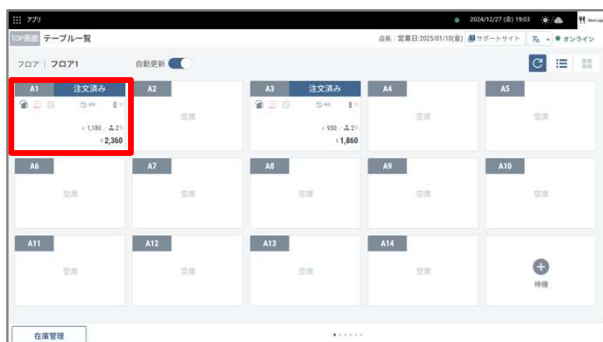 アプリ 2024/12/27 (金) 19:03
TOP画面 テーブル一覧 店長 営業日:2025/01/10(金) サポートサイト オンライン
フロア | フロア1 自動更新
A1 注文済み A2 A3 注文済み A4 A5
空席 空席 空席
1,180 / 2 930 / 2
2,360 1,860
A6 A7 A8 A9 A10
空席 空席 空席 空席 空席
A11 A12 A13 A14
空席 空席 空席 空席 待機
在庫管理